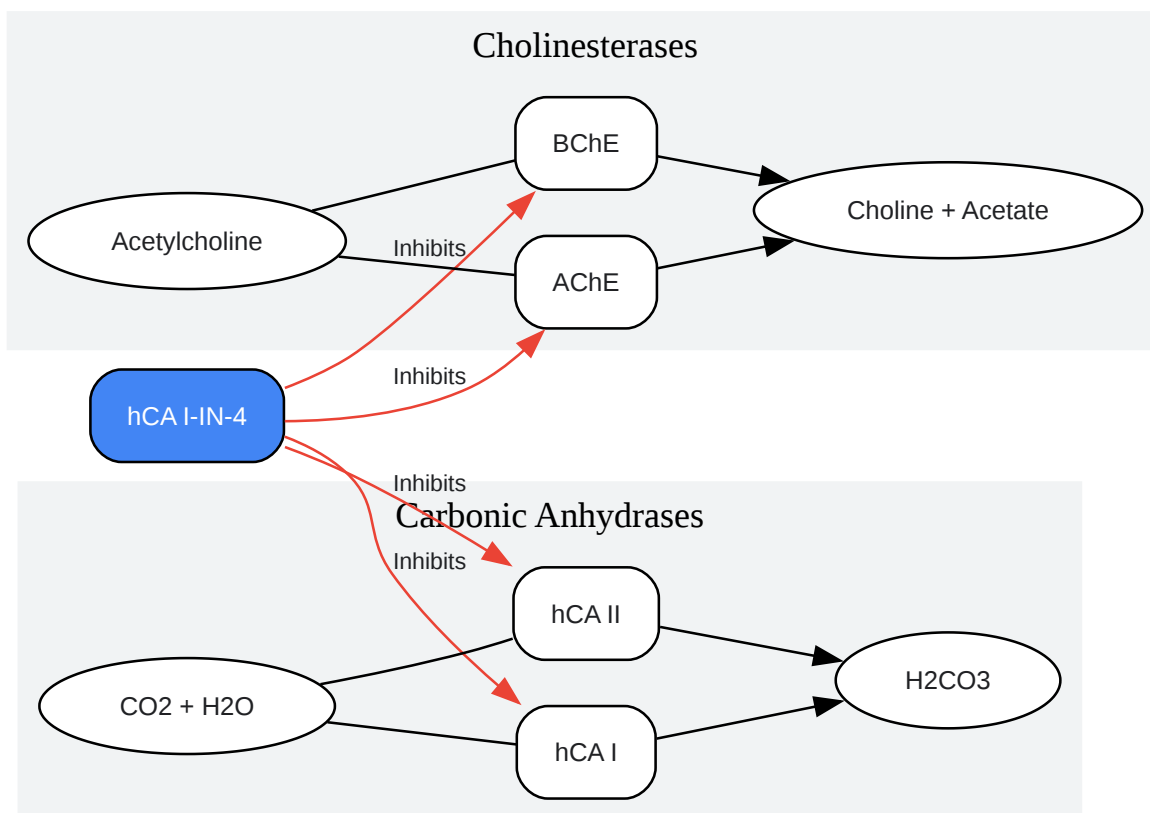 Cholinesterases
BChE
Choline + Acetate
Acetylcholine
Inhibits
AChE
Inhibits
hCA I-IN-4
Inhibits
Carbonic Anhydrases
Inhibits
hCA II
H2CO3
CO2 + H2O
hCA I